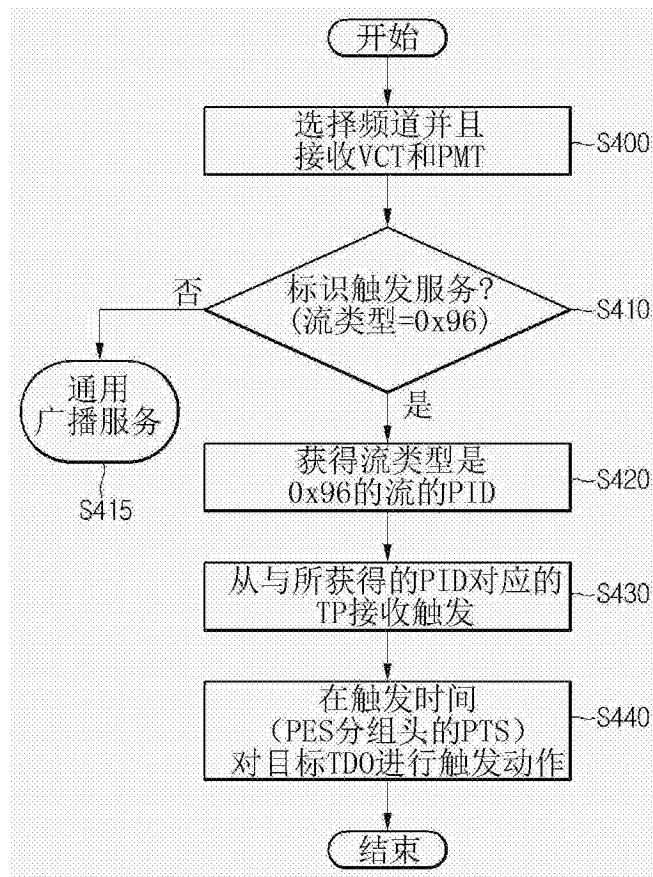 开始
选择频道并且
接收VCT和PMT
S400
标识触发服务?
(流类型=0x96)
S410
否
是
通用
广播服务
S415
获得流类型是
0x96的流的PID
S420
从与所获得的PID对应的
TP接收触发
S430
在触发时间
(PES分组头的PTS)
对目标TDO进行触发动作
S440
结束